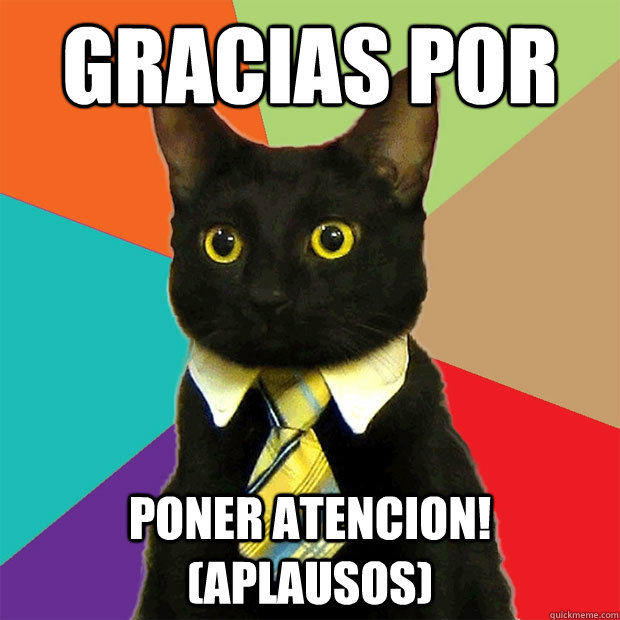 GRACIAS POR
PONER ATENCION!
(APLAUSOS)
quickmeme.com